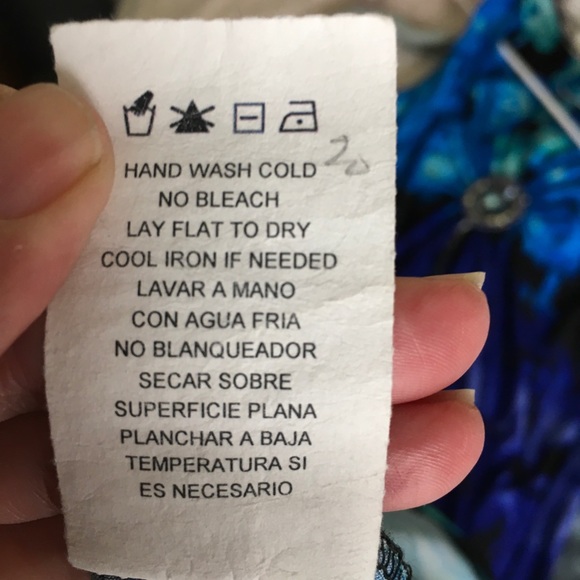 HAND WASH COLD
NO BLEACH
LAY FLAT TO DRY
COOL IRON IF NEEDED
LAVAR A MANO
CON AGUA FRIA
NO BLANQUEADOR
SECAR SOBRE
SUPERFICIE PLANA
PLANCHAR A BAJA
TEMPERATURA SI
ES NECESARIO